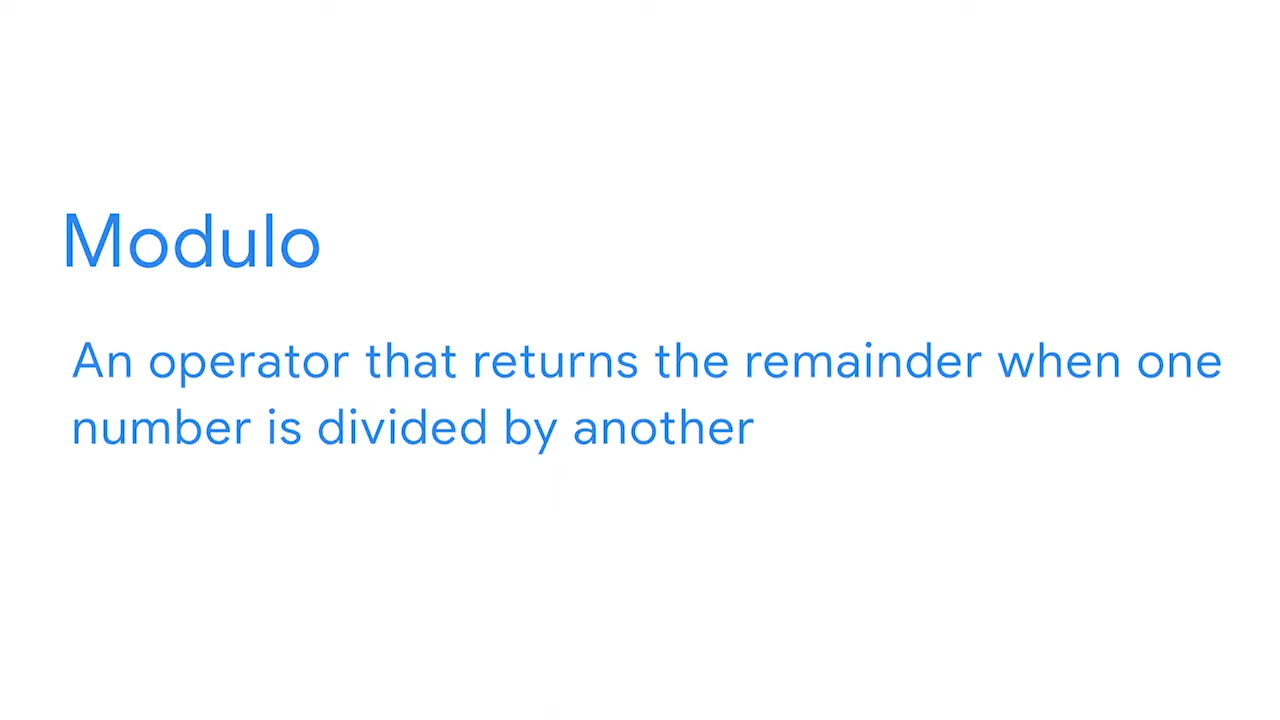 Modulo
An operator that returns the remainder when one
number is divided by another